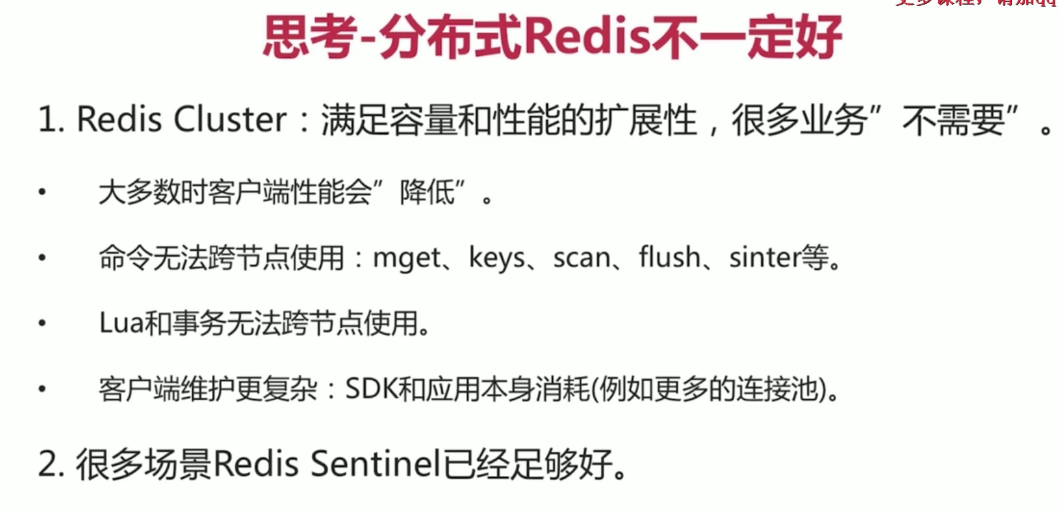 思考-分布式Redis不一定好
1. Redis Cluster：满足容量和性能的扩展性，很多业务”不需要”。
• 大多数时客户端性能会”降低”。
• 命令无法跨节点使用：mget、keys、scan、flush、sinter等。
• Lua和事务无法跨节点使用。
• 客户端维护更复杂：SDK和应用本身消耗(例如更多的连接池)。
2. 很多场景Redis Sentinel已经足够好。